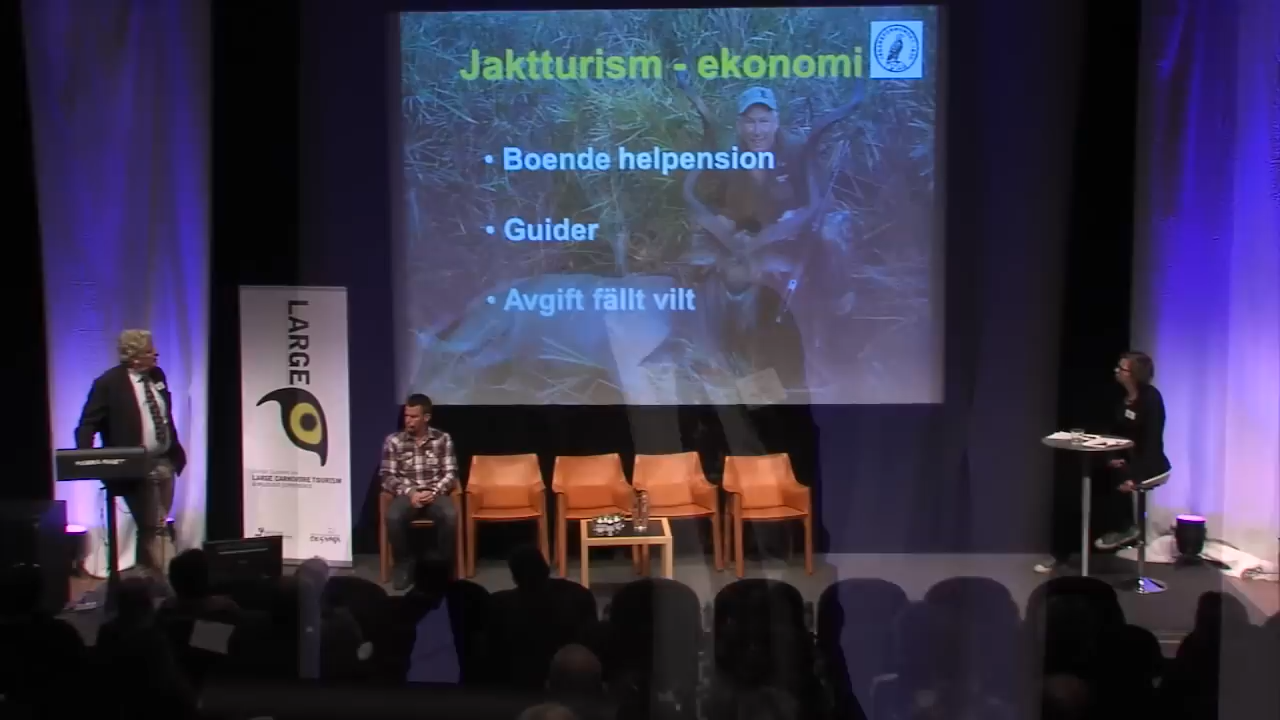 Jaktturism - ekonomi
• Boende helpension
• Guider
• Avgift fällt vilt
LARGE
LARGE CARNIVORE TOURISM